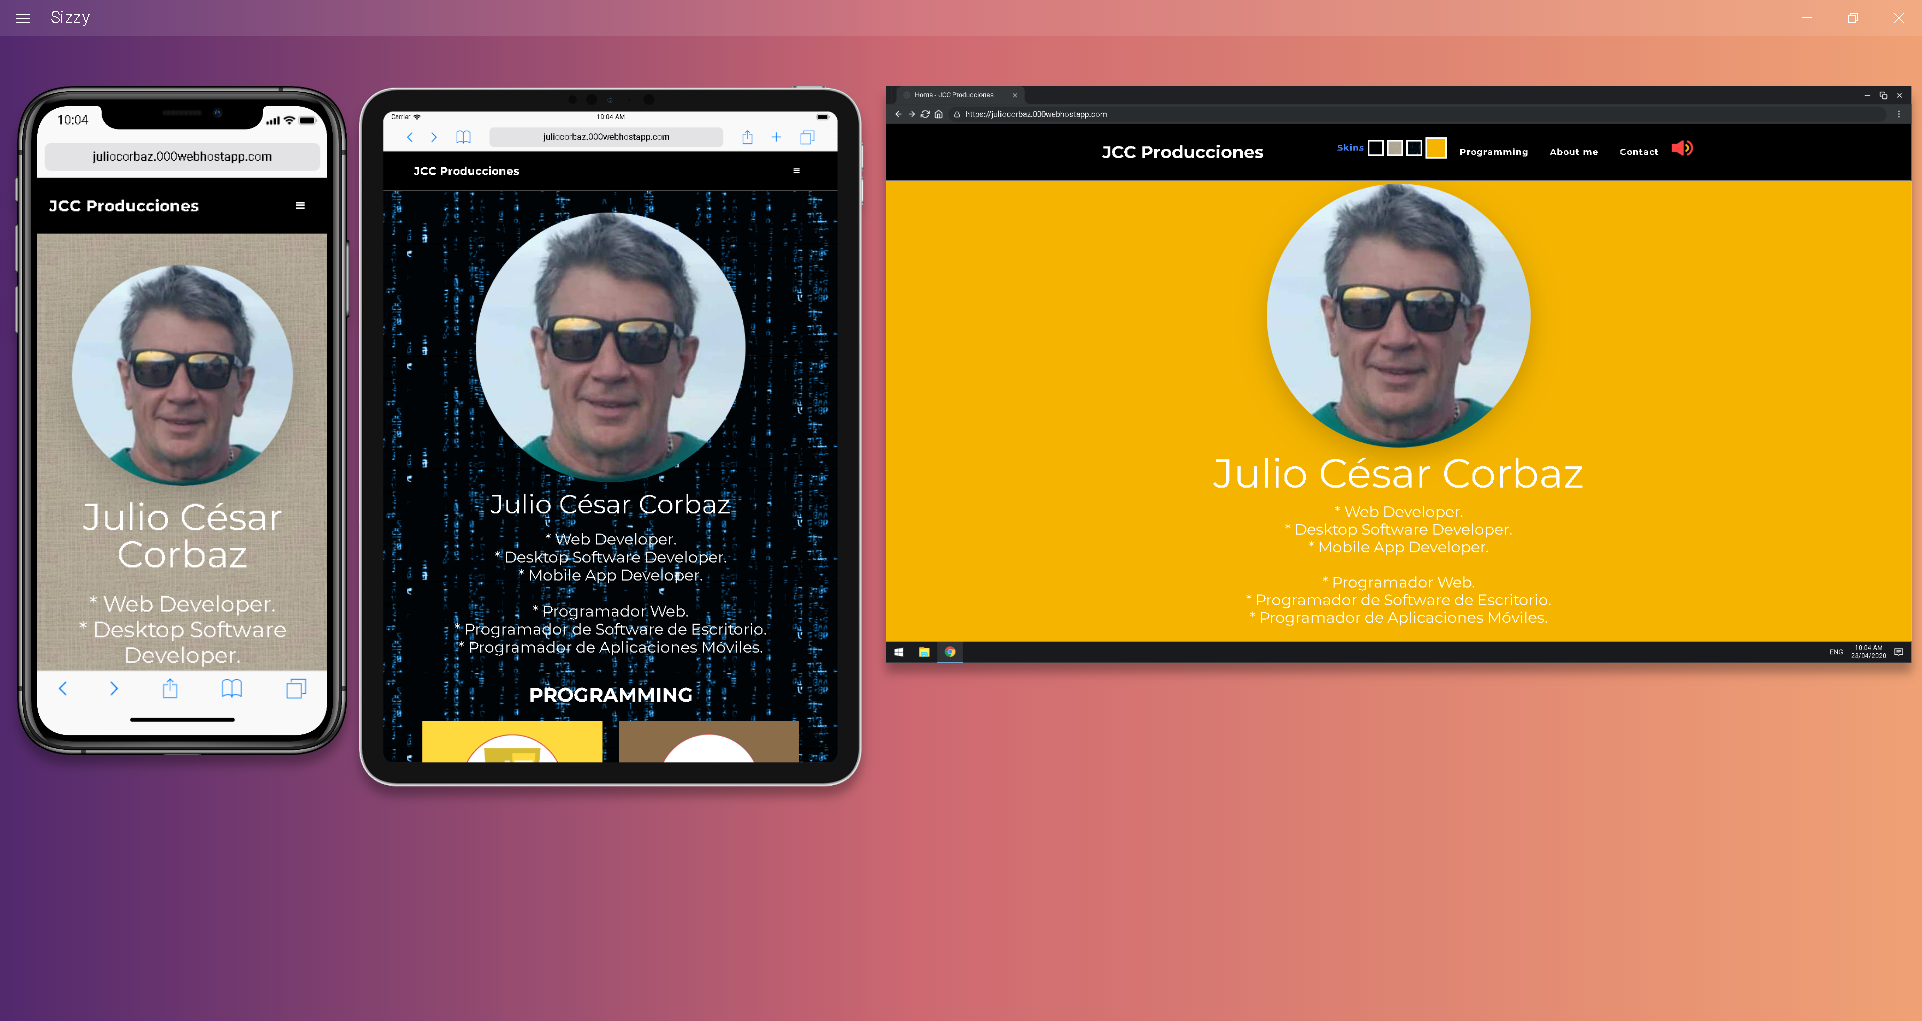 Sizzy
10:04
juliocorbaz.000webhostapp.com
JCC Producciones
Julio César
Corbaz
* Web Developer.
* Desktop Software
Developer.
Carrier
10:04 AM
juliocorbaz.000webhostapp.com
JCC Producciones
Julio César Corbaz
* Web Developer.
* Desktop Software Developer.
* Mobile App Developer.
* Programador Web.
* Programador de Software de Escritorio.
* Programador de Aplicaciones Móviles.
PROGRAMMING
Home - JCC Producciones
https://juliocorbaz.000webhostapp.com
JCC Producciones
Skins
Programming
About me
Contact
Julio César Corbaz
* Web Developer.
* Desktop Software Developer.
* Mobile App Developer.
* Programador Web.
* Programador de Software de Escritorio.
* Programador de Aplicaciones Móviles.
ENG
10:04 AM
23/04/2020